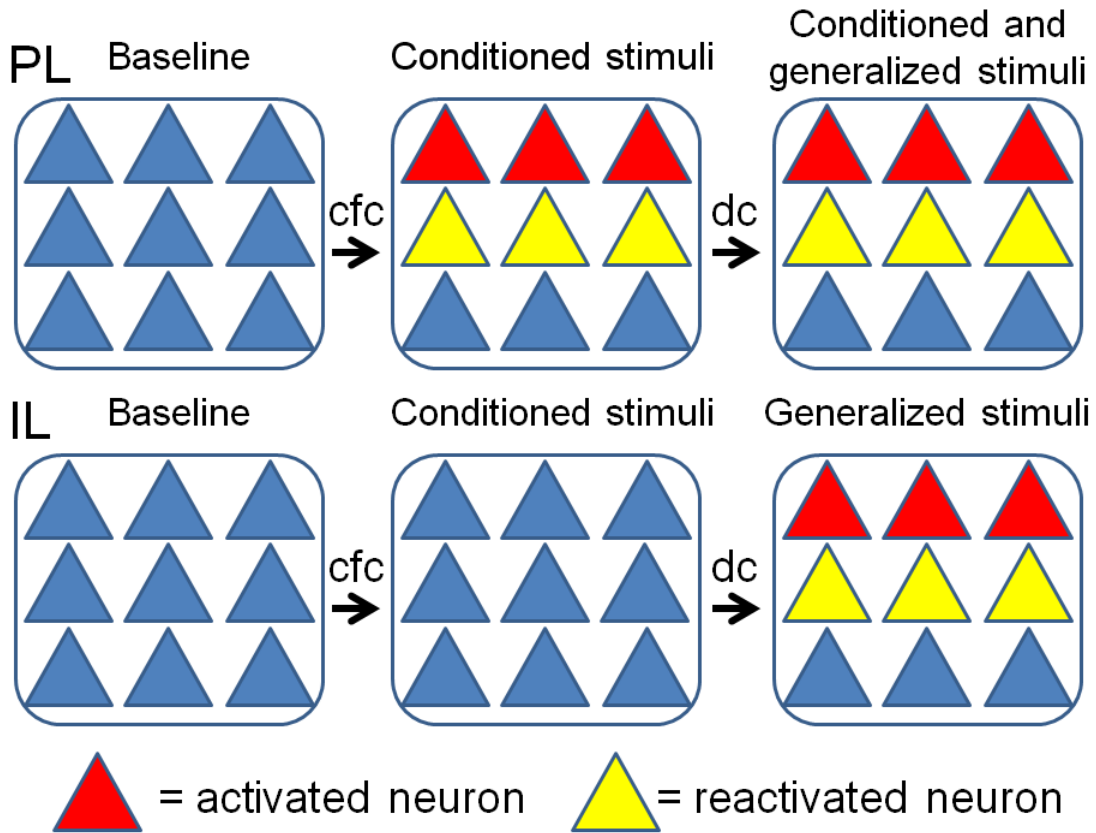 PL
Baseline
Conditioned stimuli
Conditioned and
generalized stimuli
cfc
dc
IL
Baseline
Conditioned stimuli
Generalized stimuli
cfc
dc
= activated neuron
= reactivated neuron